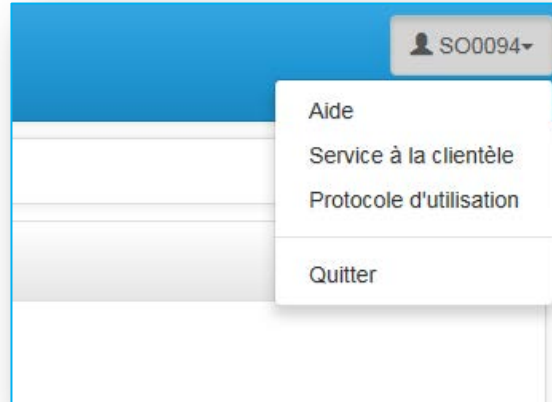 SO0094
Aide
Service à la clientèle
Protocole d'utilisation
Quitter